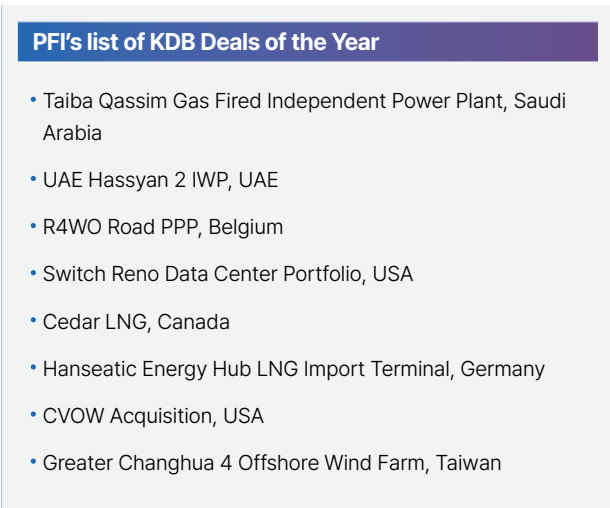 PFI's list of KDB Deals of the Year
• Taiba Qassim Gas Fired Independent Power Plant, Saudi
Arabia
• UAE Hassyan 2 IWP, UAE
• R4WO Road PPP, Belgium
• Switch Reno Data Center Portfolio, USA
• Cedar LNG, Canada
• Hanseatic Energy Hub LNG Import Terminal, Germany
• CVOW Acquisition, USA
• Greater Changhua 4 Offshore Wind Farm, Taiwan